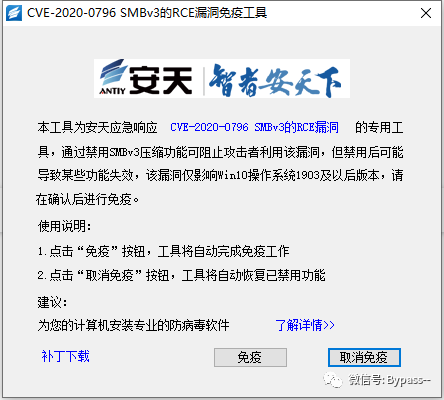 CVE-2020-0796 SMBv3的RCE漏洞免疫工具
ANTIY 安天 智者安天下
本工具为安天应急响应 CVE-2020-0796 SMBv3的RCE漏洞 的专用工
具，通过禁用SMBv3压缩功能可阻止攻击者利用该漏洞，但禁用后可能
导致某些功能失效，该漏洞仅影响Win10操作系统1903及以后版本，请
在确认后进行免疫。
使用说明：
1.点击“免疫”按钮，工具将自动完成免疫工作
2.点击“取消免疫”按钮，工具将自动恢复已禁用功能
建议：
为您的计算机安装专业的防病毒软件 了解详情>>
补丁下载 免疫 取消免疫
微信号: Bypass--